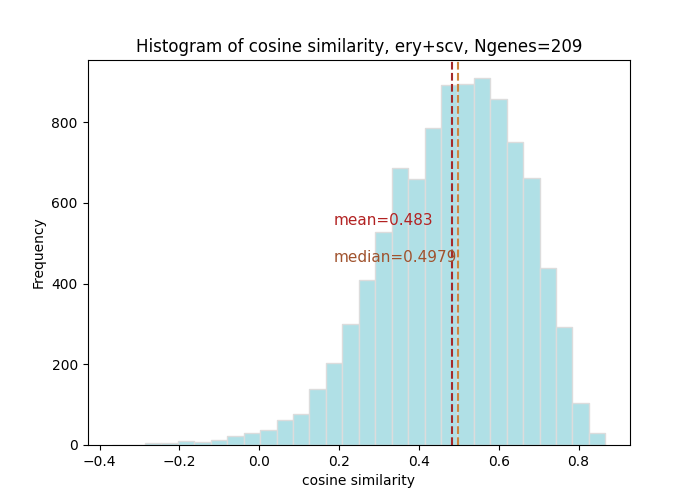 Histogram of cosine similarity, ery+scv, Ngenes=209
Frequency
800
600
400
200
0
mean=0.483
median=0.4979
−0.4 −0.2 0.0 0.2 0.4 0.6 0.8
cosine similarity